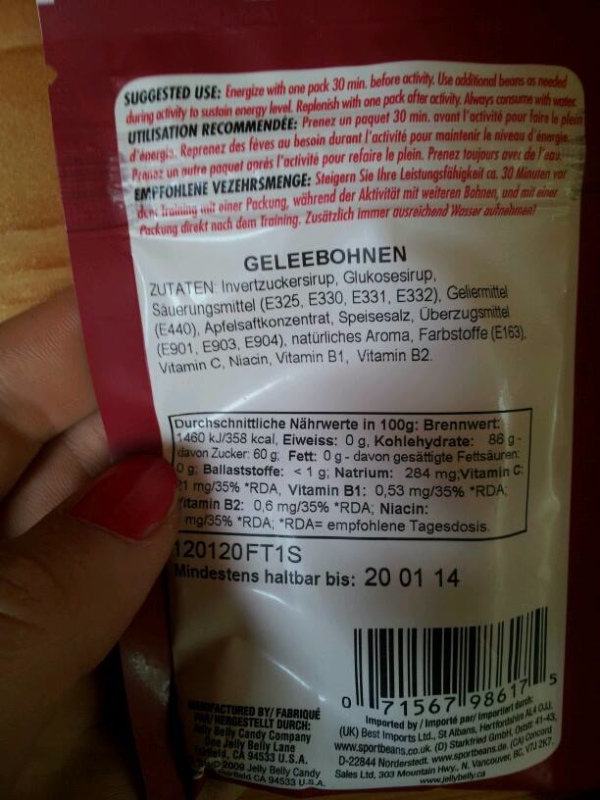 SUGGESTED USE: Energize with one pack 30 min. before activity. Use additional beans as needed
during activity to sustain energy level. Replenish with one pack after activity. Always consume with water.
UTILISATION RECOMMENDÉE: Prenez un paquet 30 min. avant l'activité pour faire le plein
d'énergie. Reprenez des fèves au besoin durant l'activité pour maintenir le niveau d'énergie.
Prenez un autre paquet après l'activité pour refaire le plein. Prenez toujours avec de l'eau.
EMPFOHLENE VEZEHRSMENGE: Steigern Sie Ihre Leistungsfähigkeit ca. 30 Minuten vor
dem Training mit einer Packung, während der Aktivität mit weiteren Bohnen, und mit einer
Packung direkt nach dem Training. Zusätzlich immer ausreichend Wasser aufnehmen!
GELEEBOHNEN
ZUTATEN: Invertzuckersirup, Glukosesirup,
Säuerungsmittel (E325, E330, E331, E332), Geliermittel
(E440), Apfelsaftkonzentrat, Speisesalz, Überzugsmittel
(E901, E903, E904), natürliches Aroma, Farbstoffe (E163),
Vitamin C, Niacin, Vitamin B1, Vitamin B2.
Durchschnittliche Nährwerte in 100g: Brennwert:
1460 kJ/358 kcal, Eiweiss: 0 g, Kohlehydrate: 86 g -
davon Zucker: 60 g; Fett: 0 g - davon gesättigte Fettsäuren:
0 g; Ballaststoffe: < 1 g; Natrium: 284 mg;Vitamin C:
mg/35% *RDA, Vitamin B1: 0,53 mg/35% *RDA;
Vitamin B2: 0,6 mg/35% *RDA; Niacin:
mg/35% *RDA; *RDA= empfohlene Tagesdosis.
120120FT1S
Mindestens haltbar bis: 20 01 14
0 71567 98617 5
MANUFACTURED BY/ FABRIQUÉ
PAR/ HERGESTELLT DURCH:
Jelly Belly Candy Company
One Jelly Belly Lane
Fairfield, CA 94533 U.S.A.
© 2009 Jelly Belly Candy
Fairfield CA 94533 U.S.A.
Imported by / Importé par/ Importiert durch:
(UK) Best Imports Ltd., St Albans, Hertfordshire AL4 0JJ,
www.sportbeans.co.uk, (D) Starkfried GmbH, 41-43,
D-22844 Norderstedt, www.sportbeans.de, (CA) Concord
Sales Ltd, 303 Mountain Hwy., N. Vancouver, BC, V7J 2K7,
www.jellybelly.ca